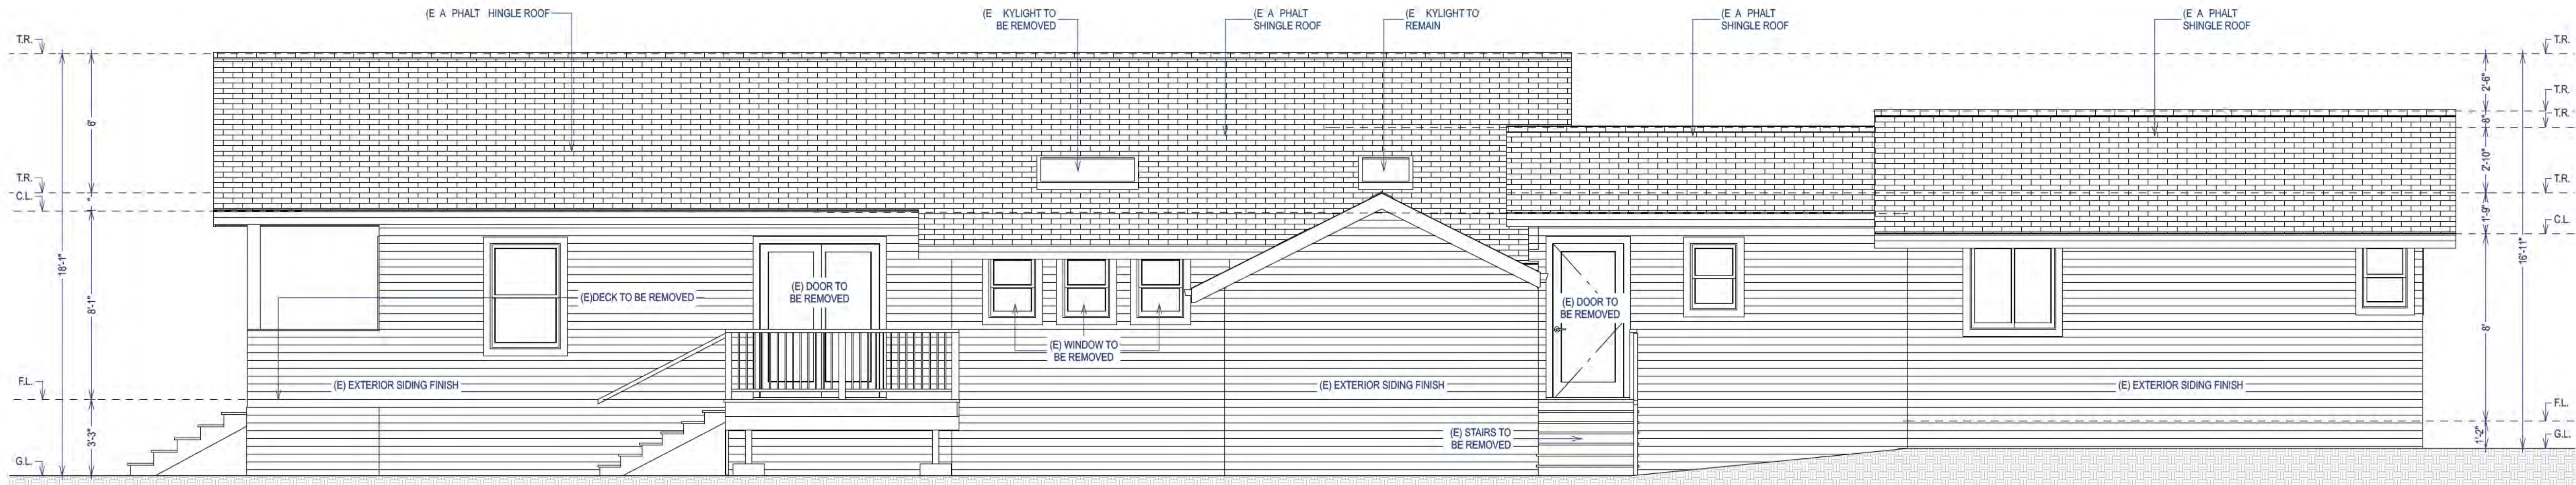 (E A PHALT HINGLE ROOF
(E KYLIGHT TO
BE REMOVED
(E A PHALT
SHINGLE ROOF
(E KYLIGHT TO
REMAIN
(E A PHALT
SHINGLE ROOF
(E A PHALT
SHINGLE ROOF
T.R.
T.R.
C.L.
F.L.
G.L.
18'-1"
6'
"
8'-1"
3'-3"
(E)DECK TO BE REMOVED
(E) DOOR TO
BE REMOVED
(E) WINDOW TO
BE REMOVED
(E) EXTERIOR SIDING FINISH
(E) EXTERIOR SIDING FINISH
(E) DOOR TO
BE REMOVED
(E) STAIRS TO
BE REMOVED
(E) EXTERIOR SIDING FINISH
2'-6"
8"
2'-10"
1'-9"
8'
1'-2"
16'-11"
T.R.
T.R.
T.R.
T.R.
C.L.
F.L.
G.L.